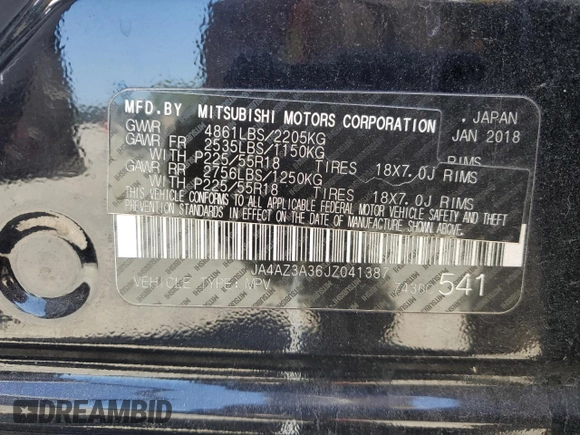 MFD.BY MITSUBISHI MOTORS CORPORATION , JAPAN
GVWR 4861LBS/2205KG JAN 2018
GAWR FR 2535LBS/1150KG
WITH P225/55R18 TIRES 18X7.0J RIMS
GAWR RR 2756LBS/1250KG
WITH P225/55R18 TIRES 18X7.0J RIMS
THIS VEHICLE CONFORMS TO ALL APPLICABLE FEDERAL MOTOR VEHICLE SAFETY AND THEFT
PREVENTION STANDARDS IN EFFECT ON THE DATE OF MANUFACTURE SHOWN ABOVE.
JA4AZ3A36JZ041387
VEHICLE TYPE:MPV 541
DREAMBID